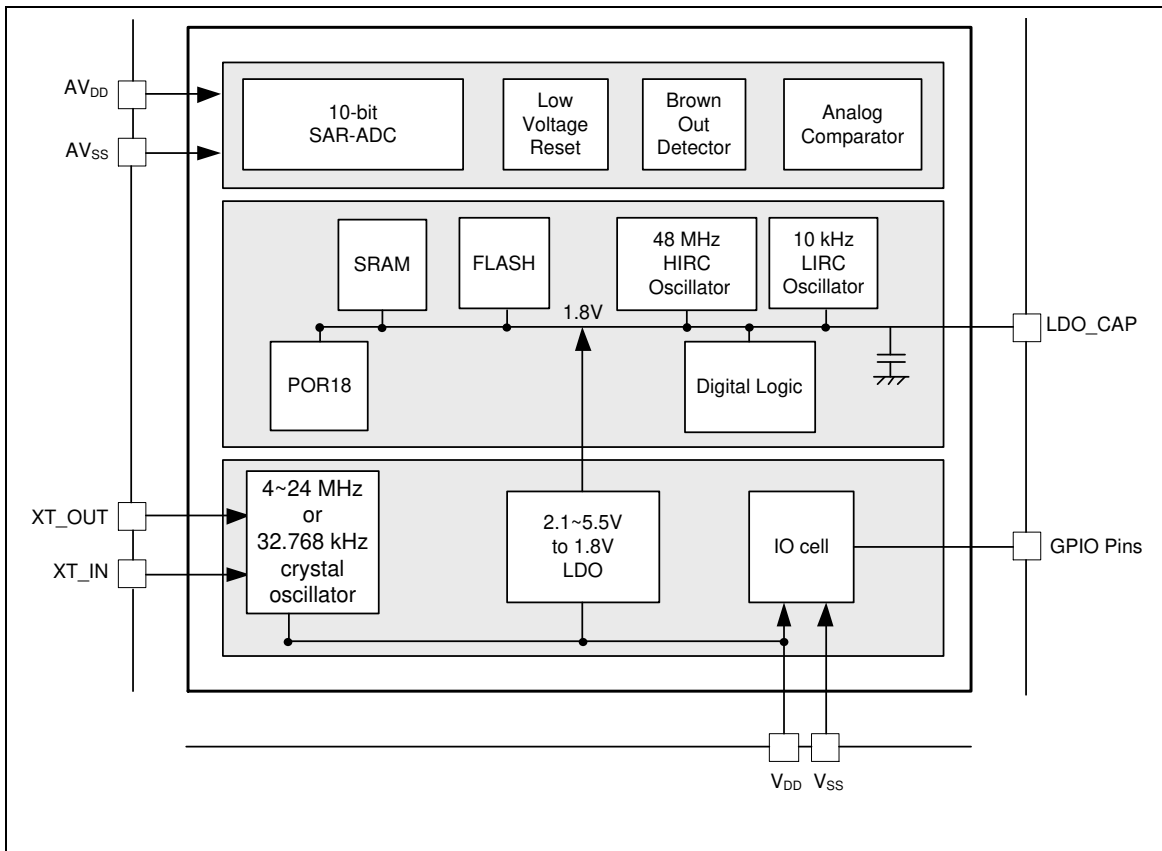 AVDD
AVSS
10-bit
SAR-ADC
Low
Voltage
Reset
Brown
Out
Detector
Analog
Comparator
SRAM
FLASH
48 MHz
HIRC
Oscillator
10 kHz
LIRC
Oscillator
1.8V
LDO_CAP
POR18
Digital Logic
XT_OUT
XT_IN
4~24 MHz
or
32.768 kHz
crystal
oscillator
2.1~5.5V
to 1.8V
LDO
IO cell
GPIO Pins
VDD
VSS